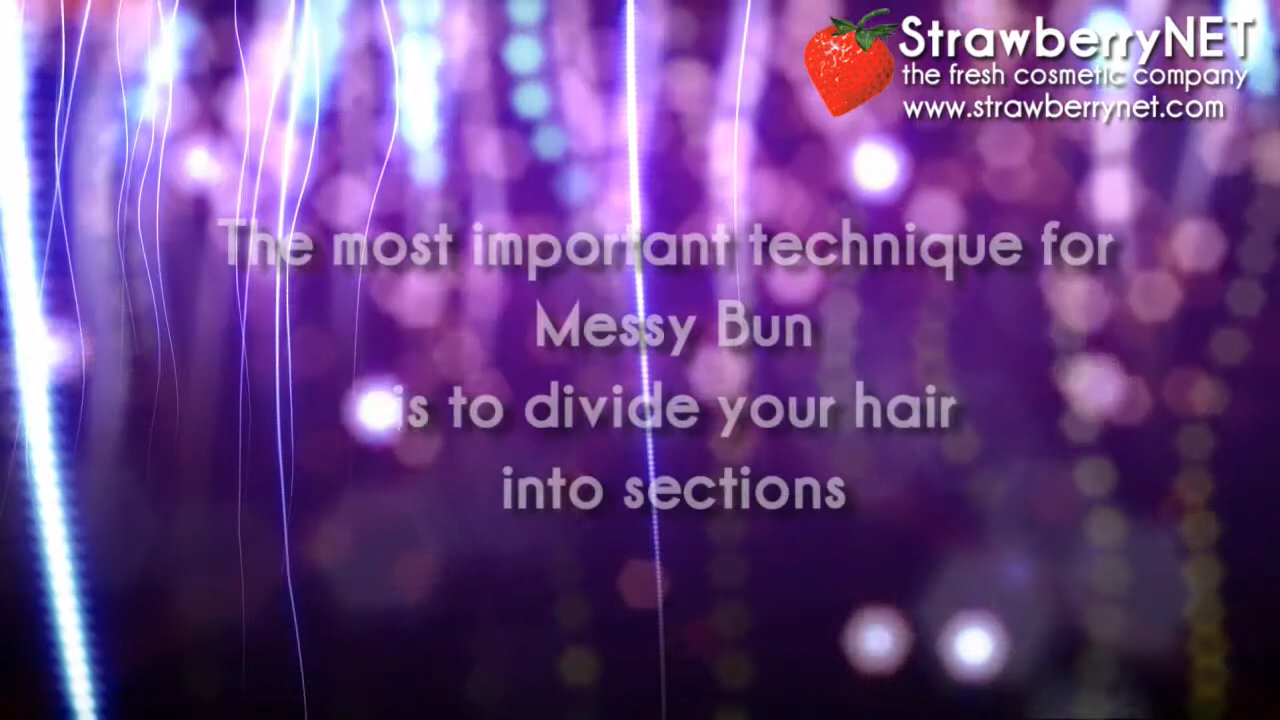 StrawberryNET
the fresh cosmetic company
www.strawberrynet.com
The most important technique for
Messy Bun
is to divide your hair
into sections